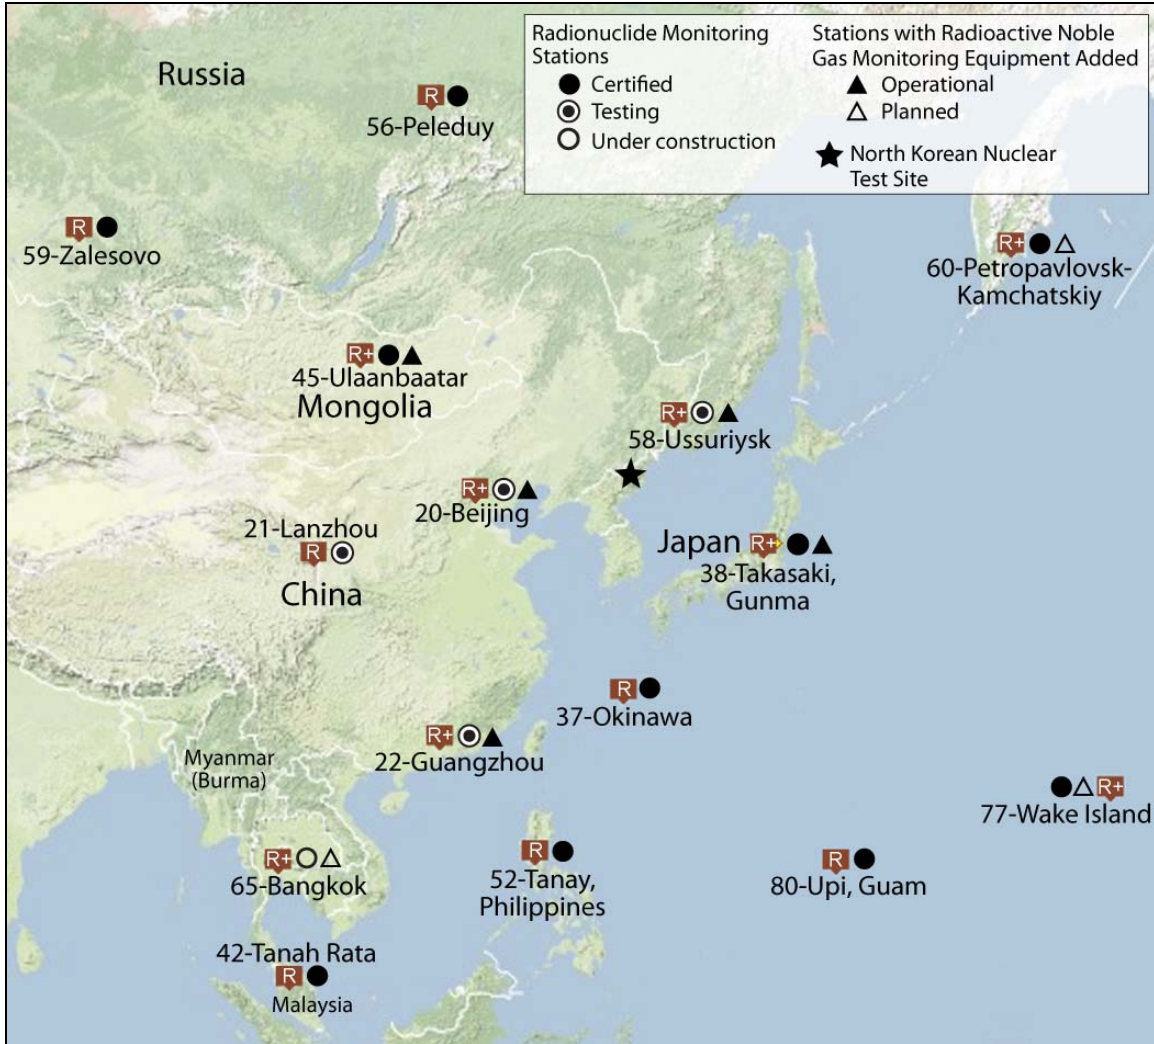 Radionuclide Monitoring
Stations
Certified
Testing
Under construction
Stations with Radioactive Noble
Gas Monitoring Equipment Added
Operational
Planned
North Korean Nuclear
Test Site
Russia
R
56-Peleduy
R
59-Zalesovo
R+
60-Petropavlovsk-
Kamchatskiy
R+
45-Ulaanbaatar
Mongolia
R+
58-Ussuriysk
R+
20-Beijing
21-Lanzhou
R
China
Japan R+
38-Takasaki,
Gunma
R
37-Okinawa
R+
22-Guangzhou
Myanmar
(Burma)
R+
77-Wake Island
R+
65-Bangkok
R
52-Tanay,
Philippines
R
80-Upi, Guam
42-Tanah Rata
R
Malaysia